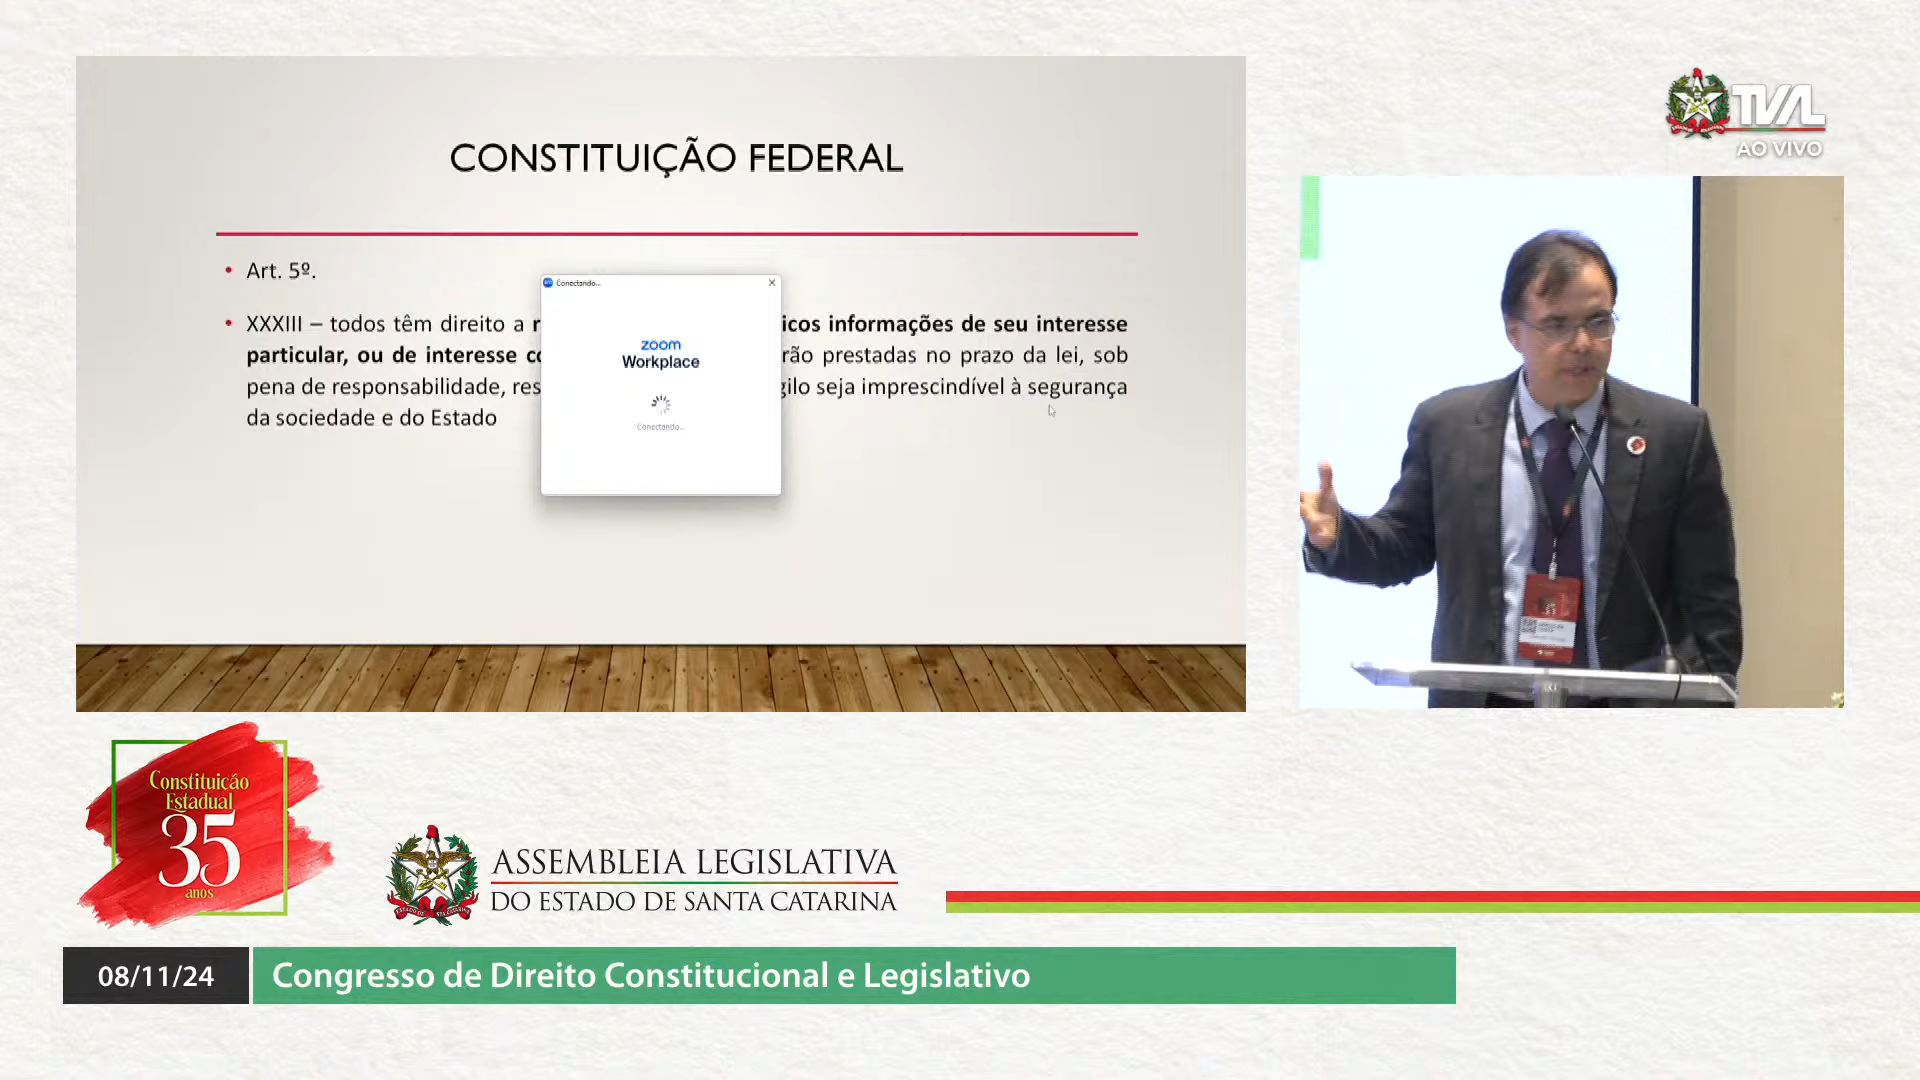 CONSTITUIÇÃO FEDERAL
• Art. 5º.
• XXXIII – todos têm direito a r icos informações de seu interesse
particular, ou de interesse co rão prestadas no prazo da lei, sob
pena de responsabilidade, res gilo seja imprescindível à segurança
da sociedade e do Estado
Conectando...
zoom
Workplace
Conectando...
TVAL
AO VIVO
Constituição
Estadual
35
anos
ASSEMBLEIA LEGISLATIVA
DO ESTADO DE SANTA CATARINA
08/11/24
Congresso de Direito Constitucional e Legislativo